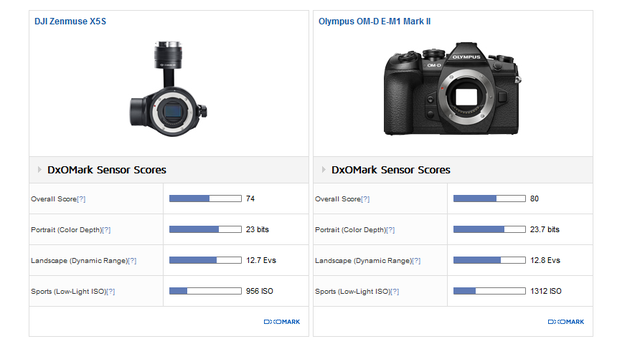 DJI Zenmuse X5S
DxOMark Sensor Scores
Overall Score[?] 74
Portrait (Color Depth)[?] 23 bits
Landscape (Dynamic Range)[?] 12.7 Evs
Sports (Low-Light ISO)[?] 956 ISO
DXOMARK
Olympus OM-D E-M1 Mark II
OLYMPUS
OM-D
DxOMark Sensor Scores
Overall Score[?] 80
Portrait (Color Depth)[?] 23.7 bits
Landscape (Dynamic Range)[?] 12.8 Evs
Sports (Low-Light ISO)[?] 1312 ISO
DXOMARK